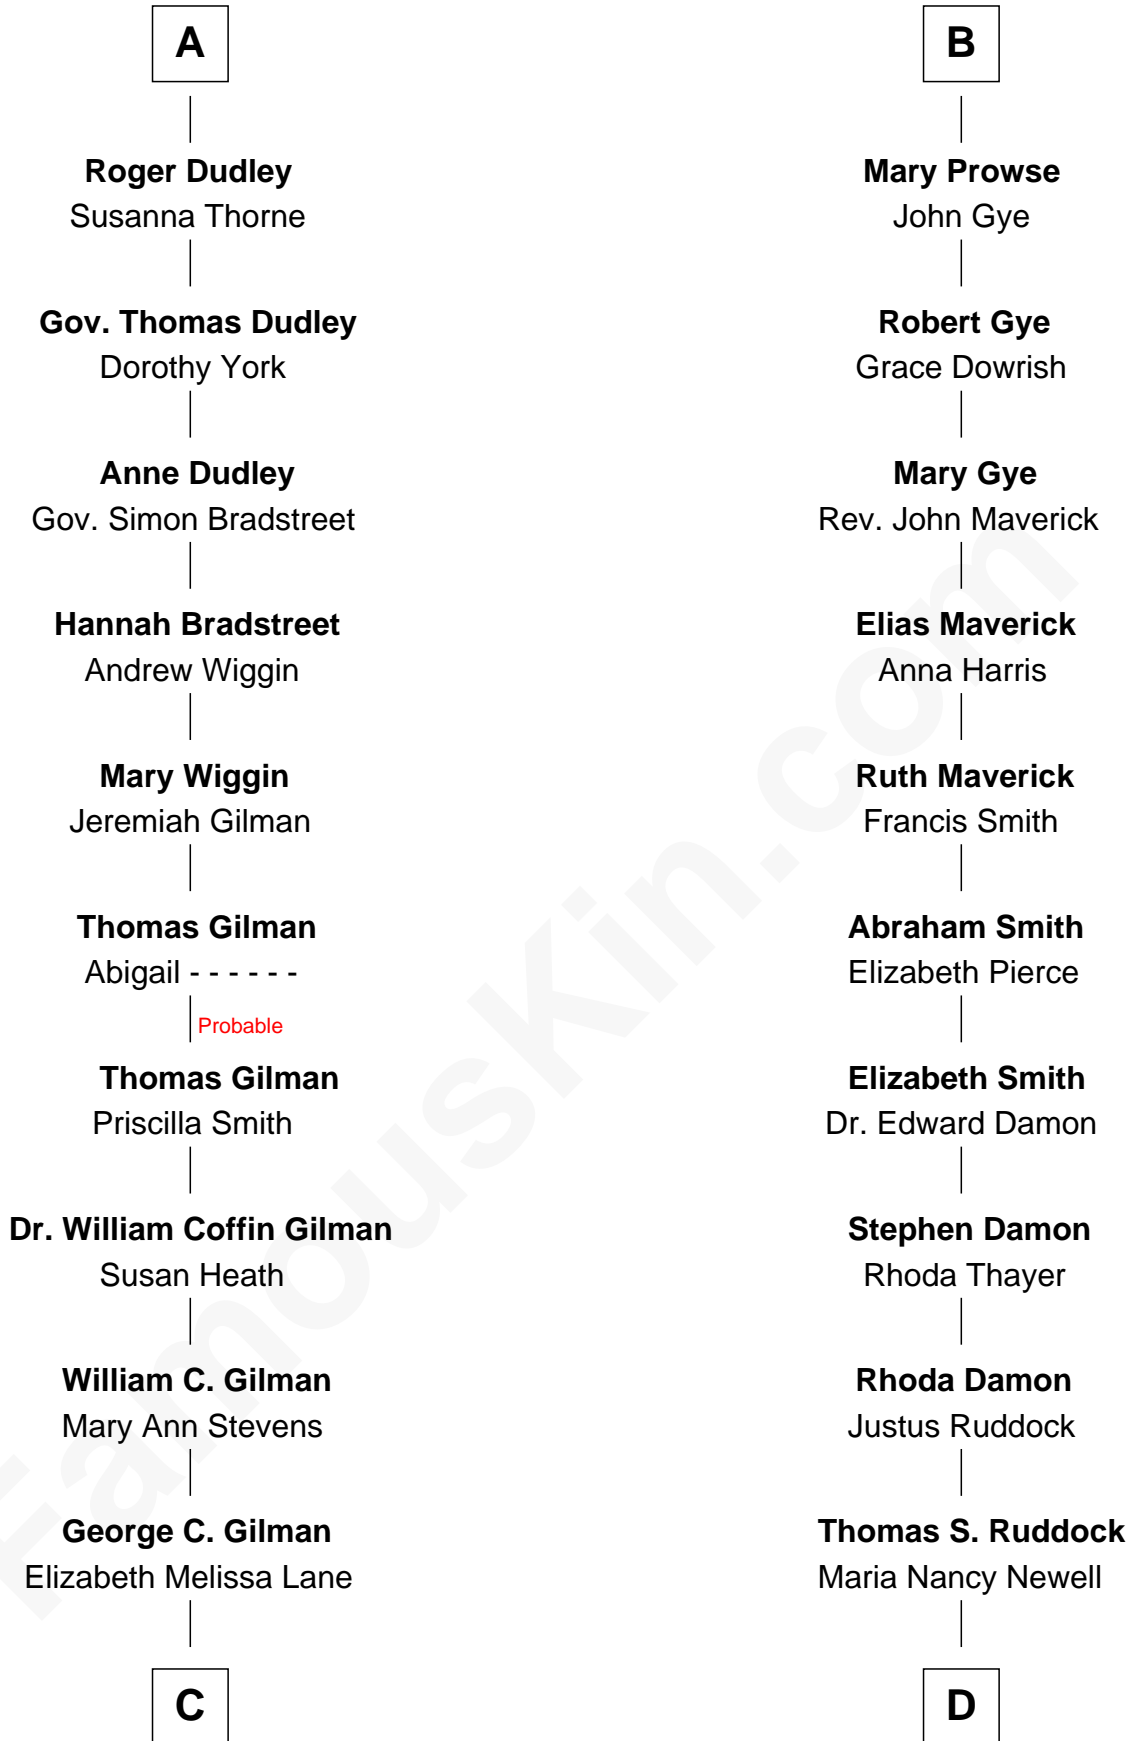 A
B
Roger Dudley
Susanna Thorne
Mary Prowse
John Gye
Gov. Thomas Dudley
Dorothy York
Robert Gye
Grace Dowrish
Anne Dudley
Gov. Simon Bradstreet
Mary Gye
Rev. John Maverick
Hannah Bradstreet
Andrew Wiggin
Elias Maverick
Anna Harris
Mary Wiggin
Jeremiah Gilman
Ruth Maverick
Francis Smith
Thomas Gilman
Abigail - - - - - -
Abraham Smith
Elizabeth Pierce
Probable
Thomas Gilman
Priscilla Smith
Elizabeth Smith
Dr. Edward Damon
Dr. William Coffin Gilman
Susan Heath
Stephen Damon
Rhoda Thayer
William C. Gilman
Mary Ann Stevens
Rhoda Damon
Justus Ruddock
George C. Gilman
Elizabeth Melissa Lane
Thomas S. Ruddock
Maria Nancy Newell
C
D
FamousKin.com